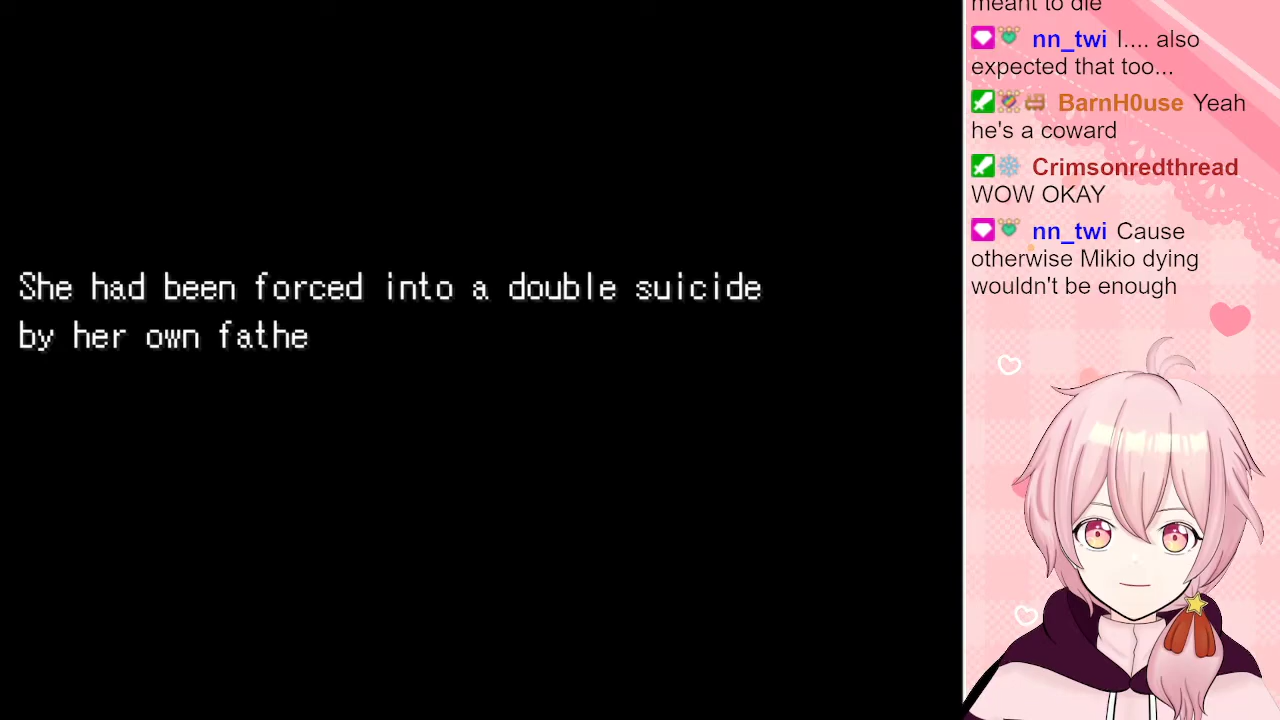 She had been forced into a double suicide
by her own fathe
meant to die
nn_twi I.... also
expected that too...
BarnH0use Yeah
he's a coward
Crimsonredthread
WOW OKAY
nn_twi Cause
otherwise Mikio dying
wouldn't be enough